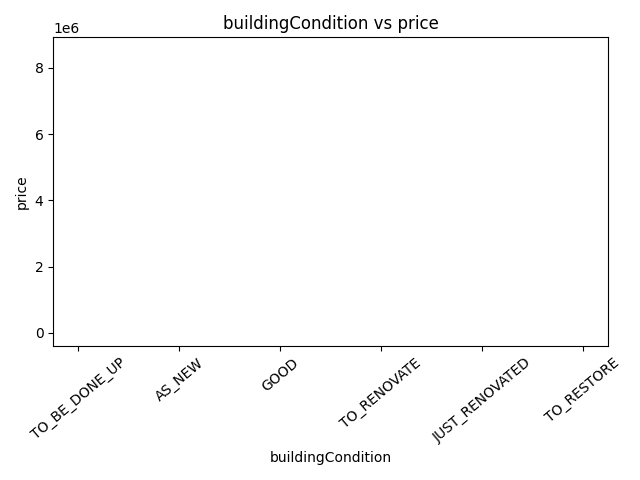 buildingCondition vs price
1e6
8
6
4
2
0
price
TO_BE_DONE_UP
AS_NEW
GOOD
TO_RENOVATE
JUST_RENOVATED
TO_RESTORE
buildingCondition